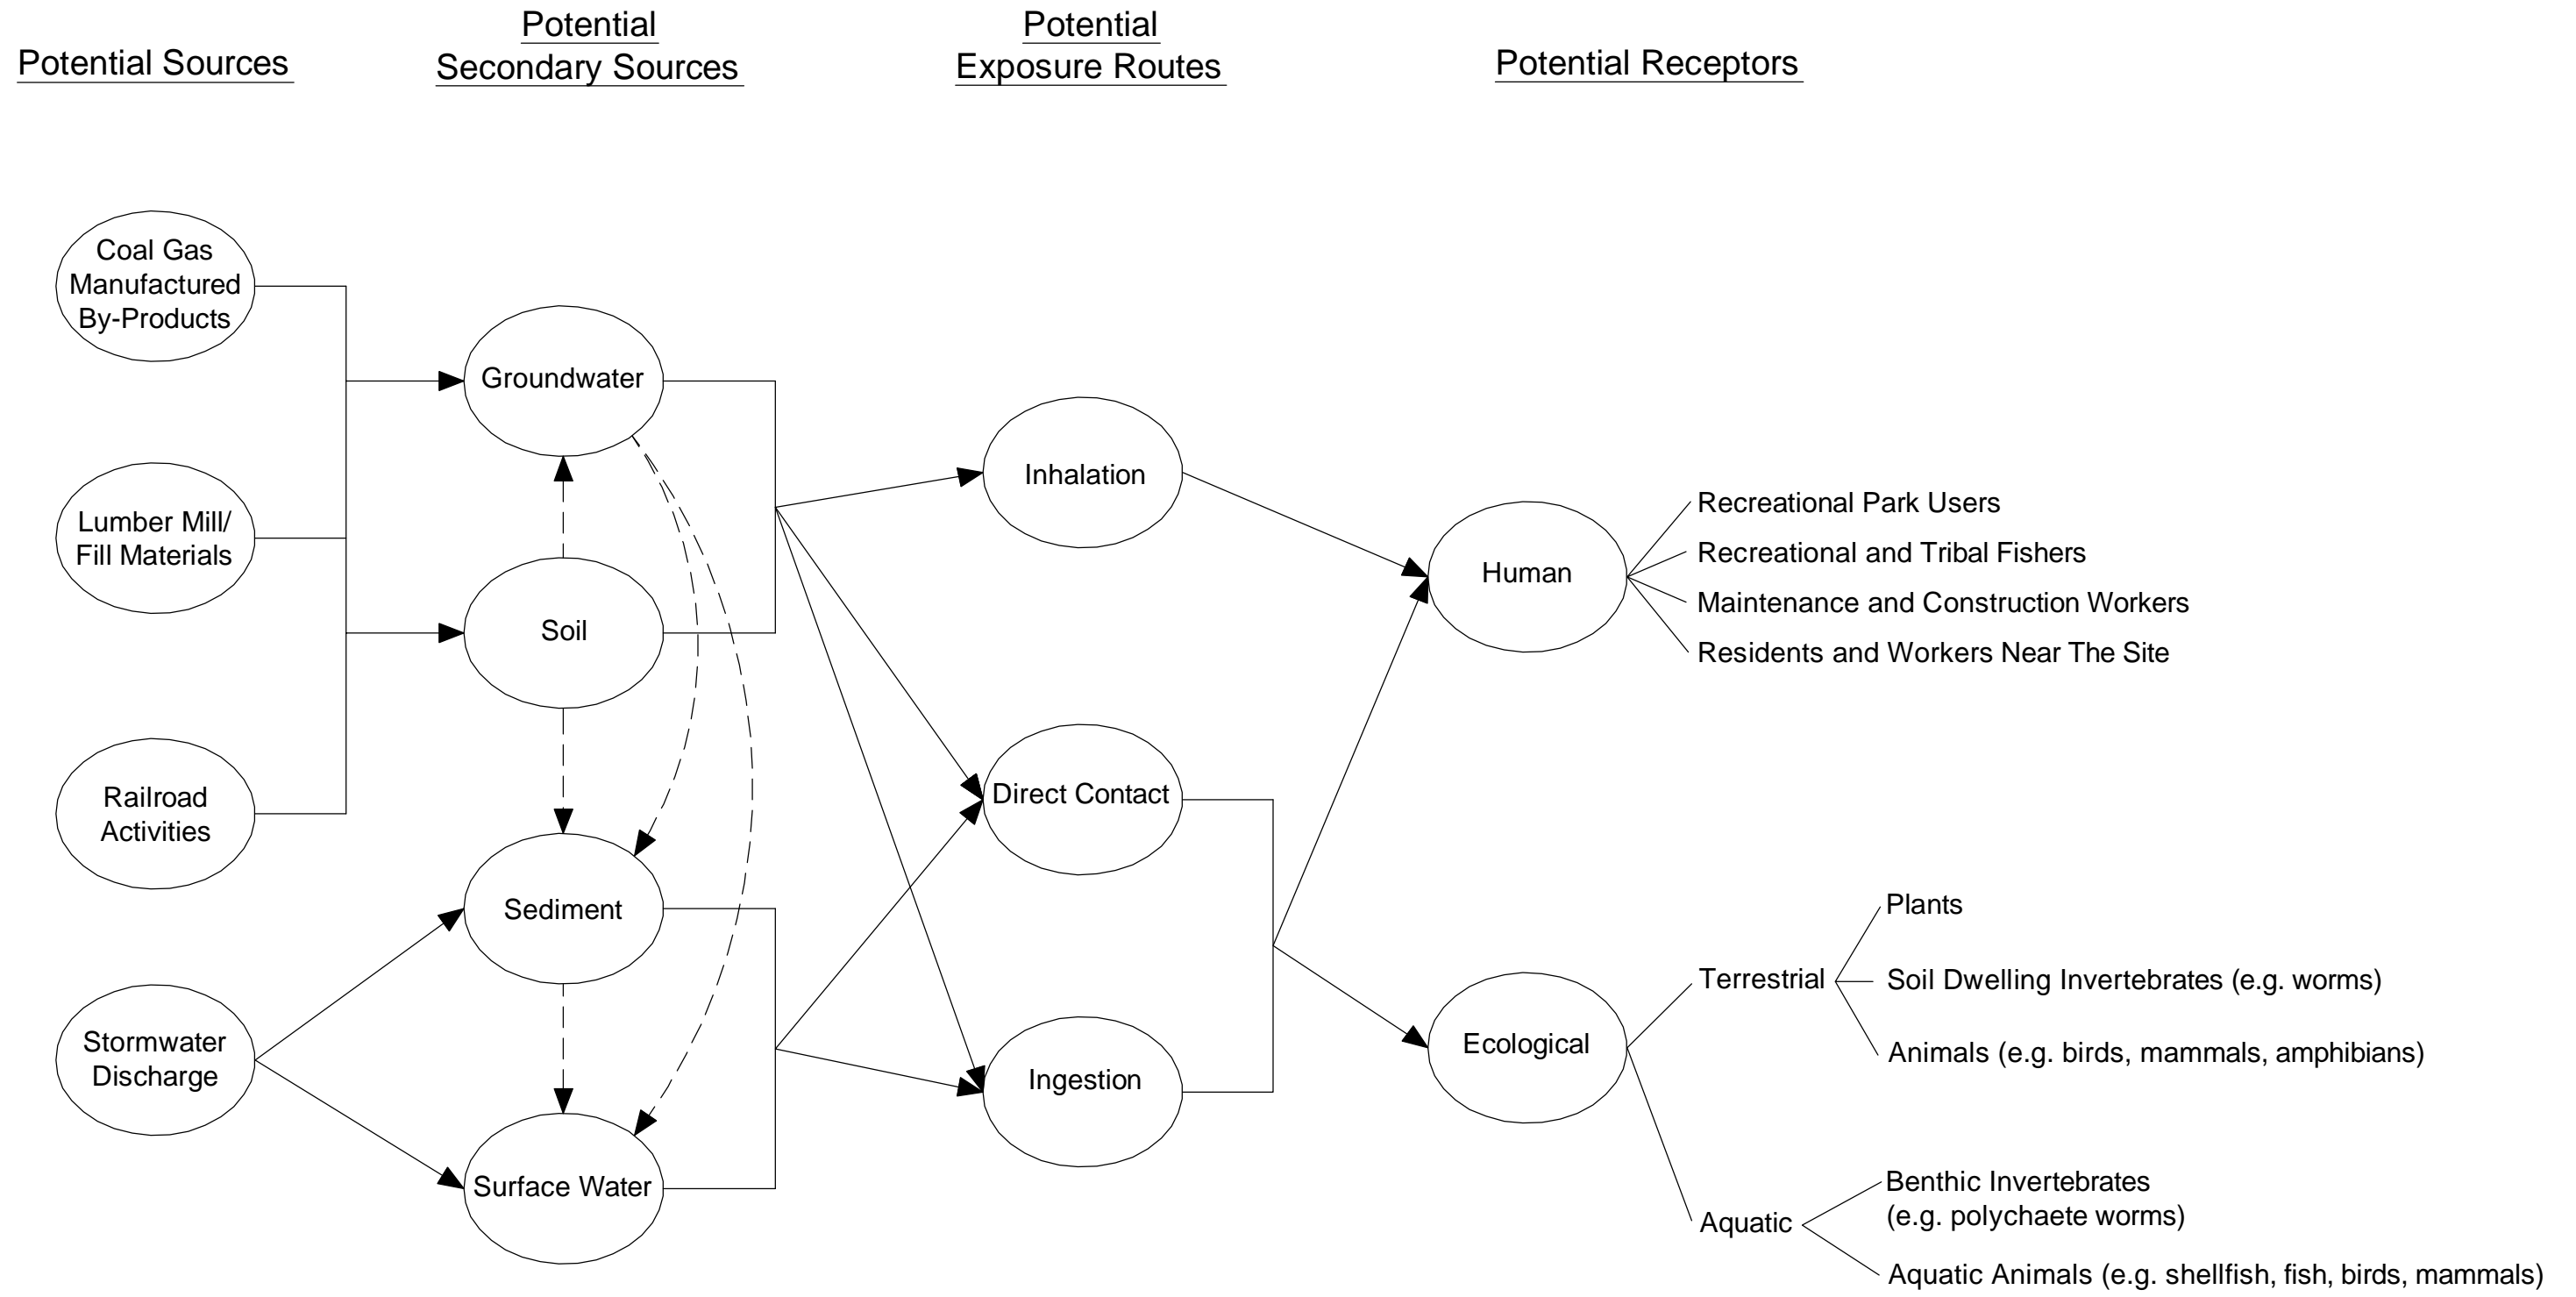 Potential Sources
Potential
Secondary Sources
Potential
Exposure Routes
Potential Receptors
Coal Gas
Manufactured
By-Products
Lumber Mill/
Fill Materials
Railroad
Activities
Stormwater
Discharge
Groundwater
Soil
Sediment
Surface Water
Inhalation
Direct Contact
Ingestion
Human
Recreational Park Users
Recreational and Tribal Fishers
Maintenance and Construction Workers
Residents and Workers Near The Site
Ecological
Terrestrial
Plants
Soil Dwelling Invertebrates (e.g. worms)
Animals (e.g. birds, mammals, amphibians)
Aquatic
Benthic Invertebrates
(e.g. polychaete worms)
Aquatic Animals (e.g. shellfish, fish, birds, mammals)